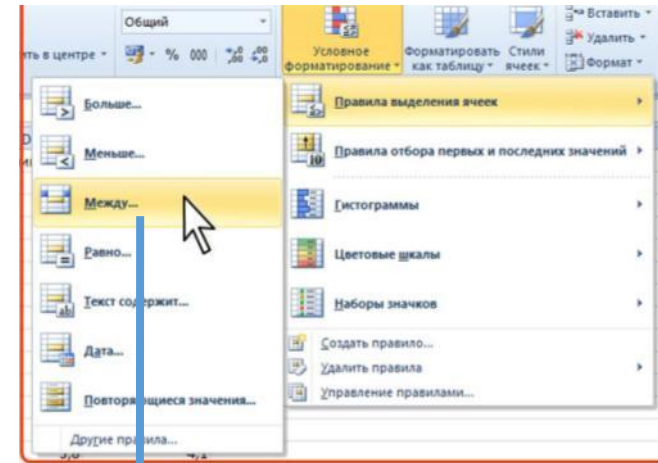 Общий
Вставить
Удалить
Формат
в центре
% 000
Условное форматирование
Форматировать как таблицу
Стили ячеек
Больше...
Меньше...
Между...
Равно...
Текст содержит...
Дата...
Повторяющиеся значения...
Другие правила...
Правила выделения ячеек
Правила отбора первых и последних значений
Гистограммы
Цветовые шкалы
Наборы значков
Создать правило...
Удалить правила
Управление правилами...